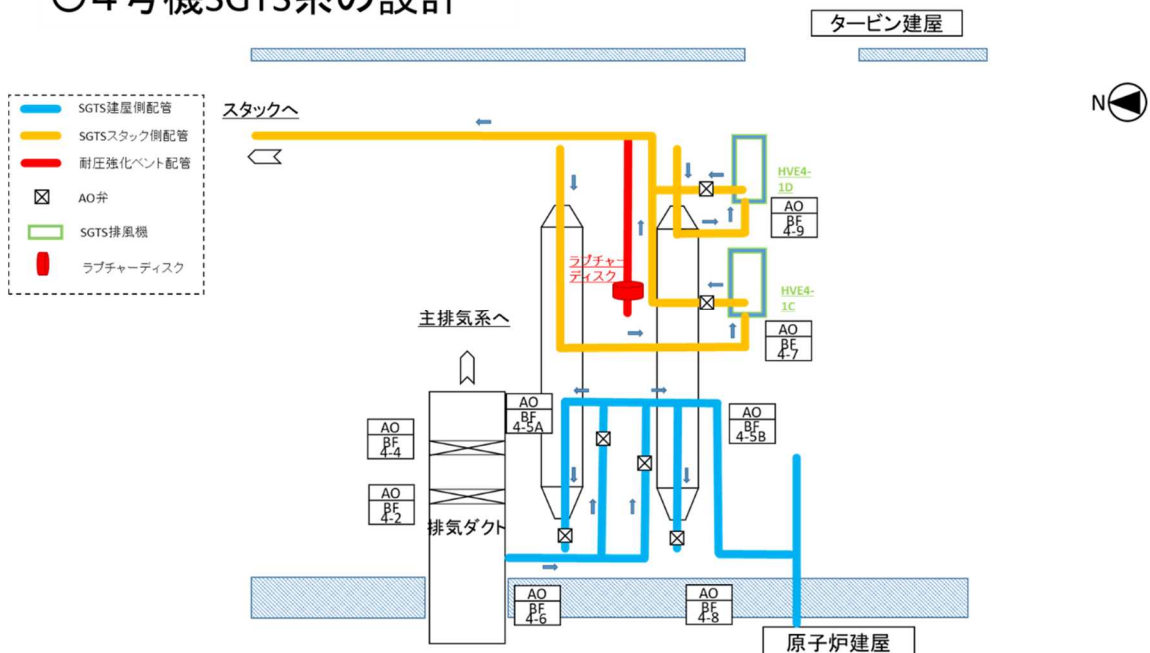 〇4号機SGTS系の設計
タービン建屋
N
SGTS建屋側配管
SGTSスタック側配管
耐圧強化ベント配管
AO弁
SGTS排風機
ラプチャーディスク
スタックへ
HVE4-
1D
AO
BF
4-9
ラプチャー
ディスク
HVE4-
1C
AO
BF
4-7
主排気系へ
AO
BF
4-5A
AO
BF
4-5B
AO
BF
4-4
AO
BF
4-2
排気ダクト
AO
BF
4-6
AO
BF
4-8
原子炉建屋